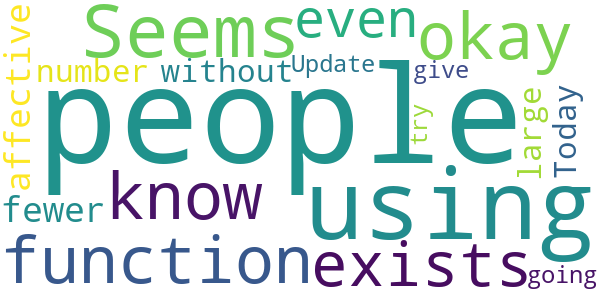 Seems even okay
affective number without Update give
people
try large Today
fewer know using
function exists going